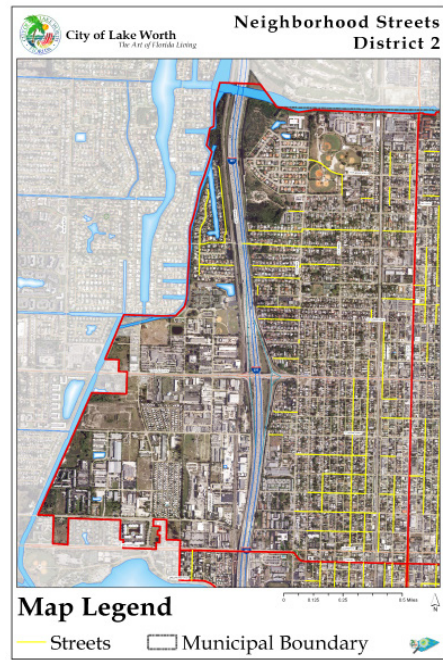 City of Lake Worth
The Art of Florida Living
Neighborhood Streets
District 2
0 0.125 0.25 0.5 Miles
N
Map Legend
Streets
Municipal Boundary